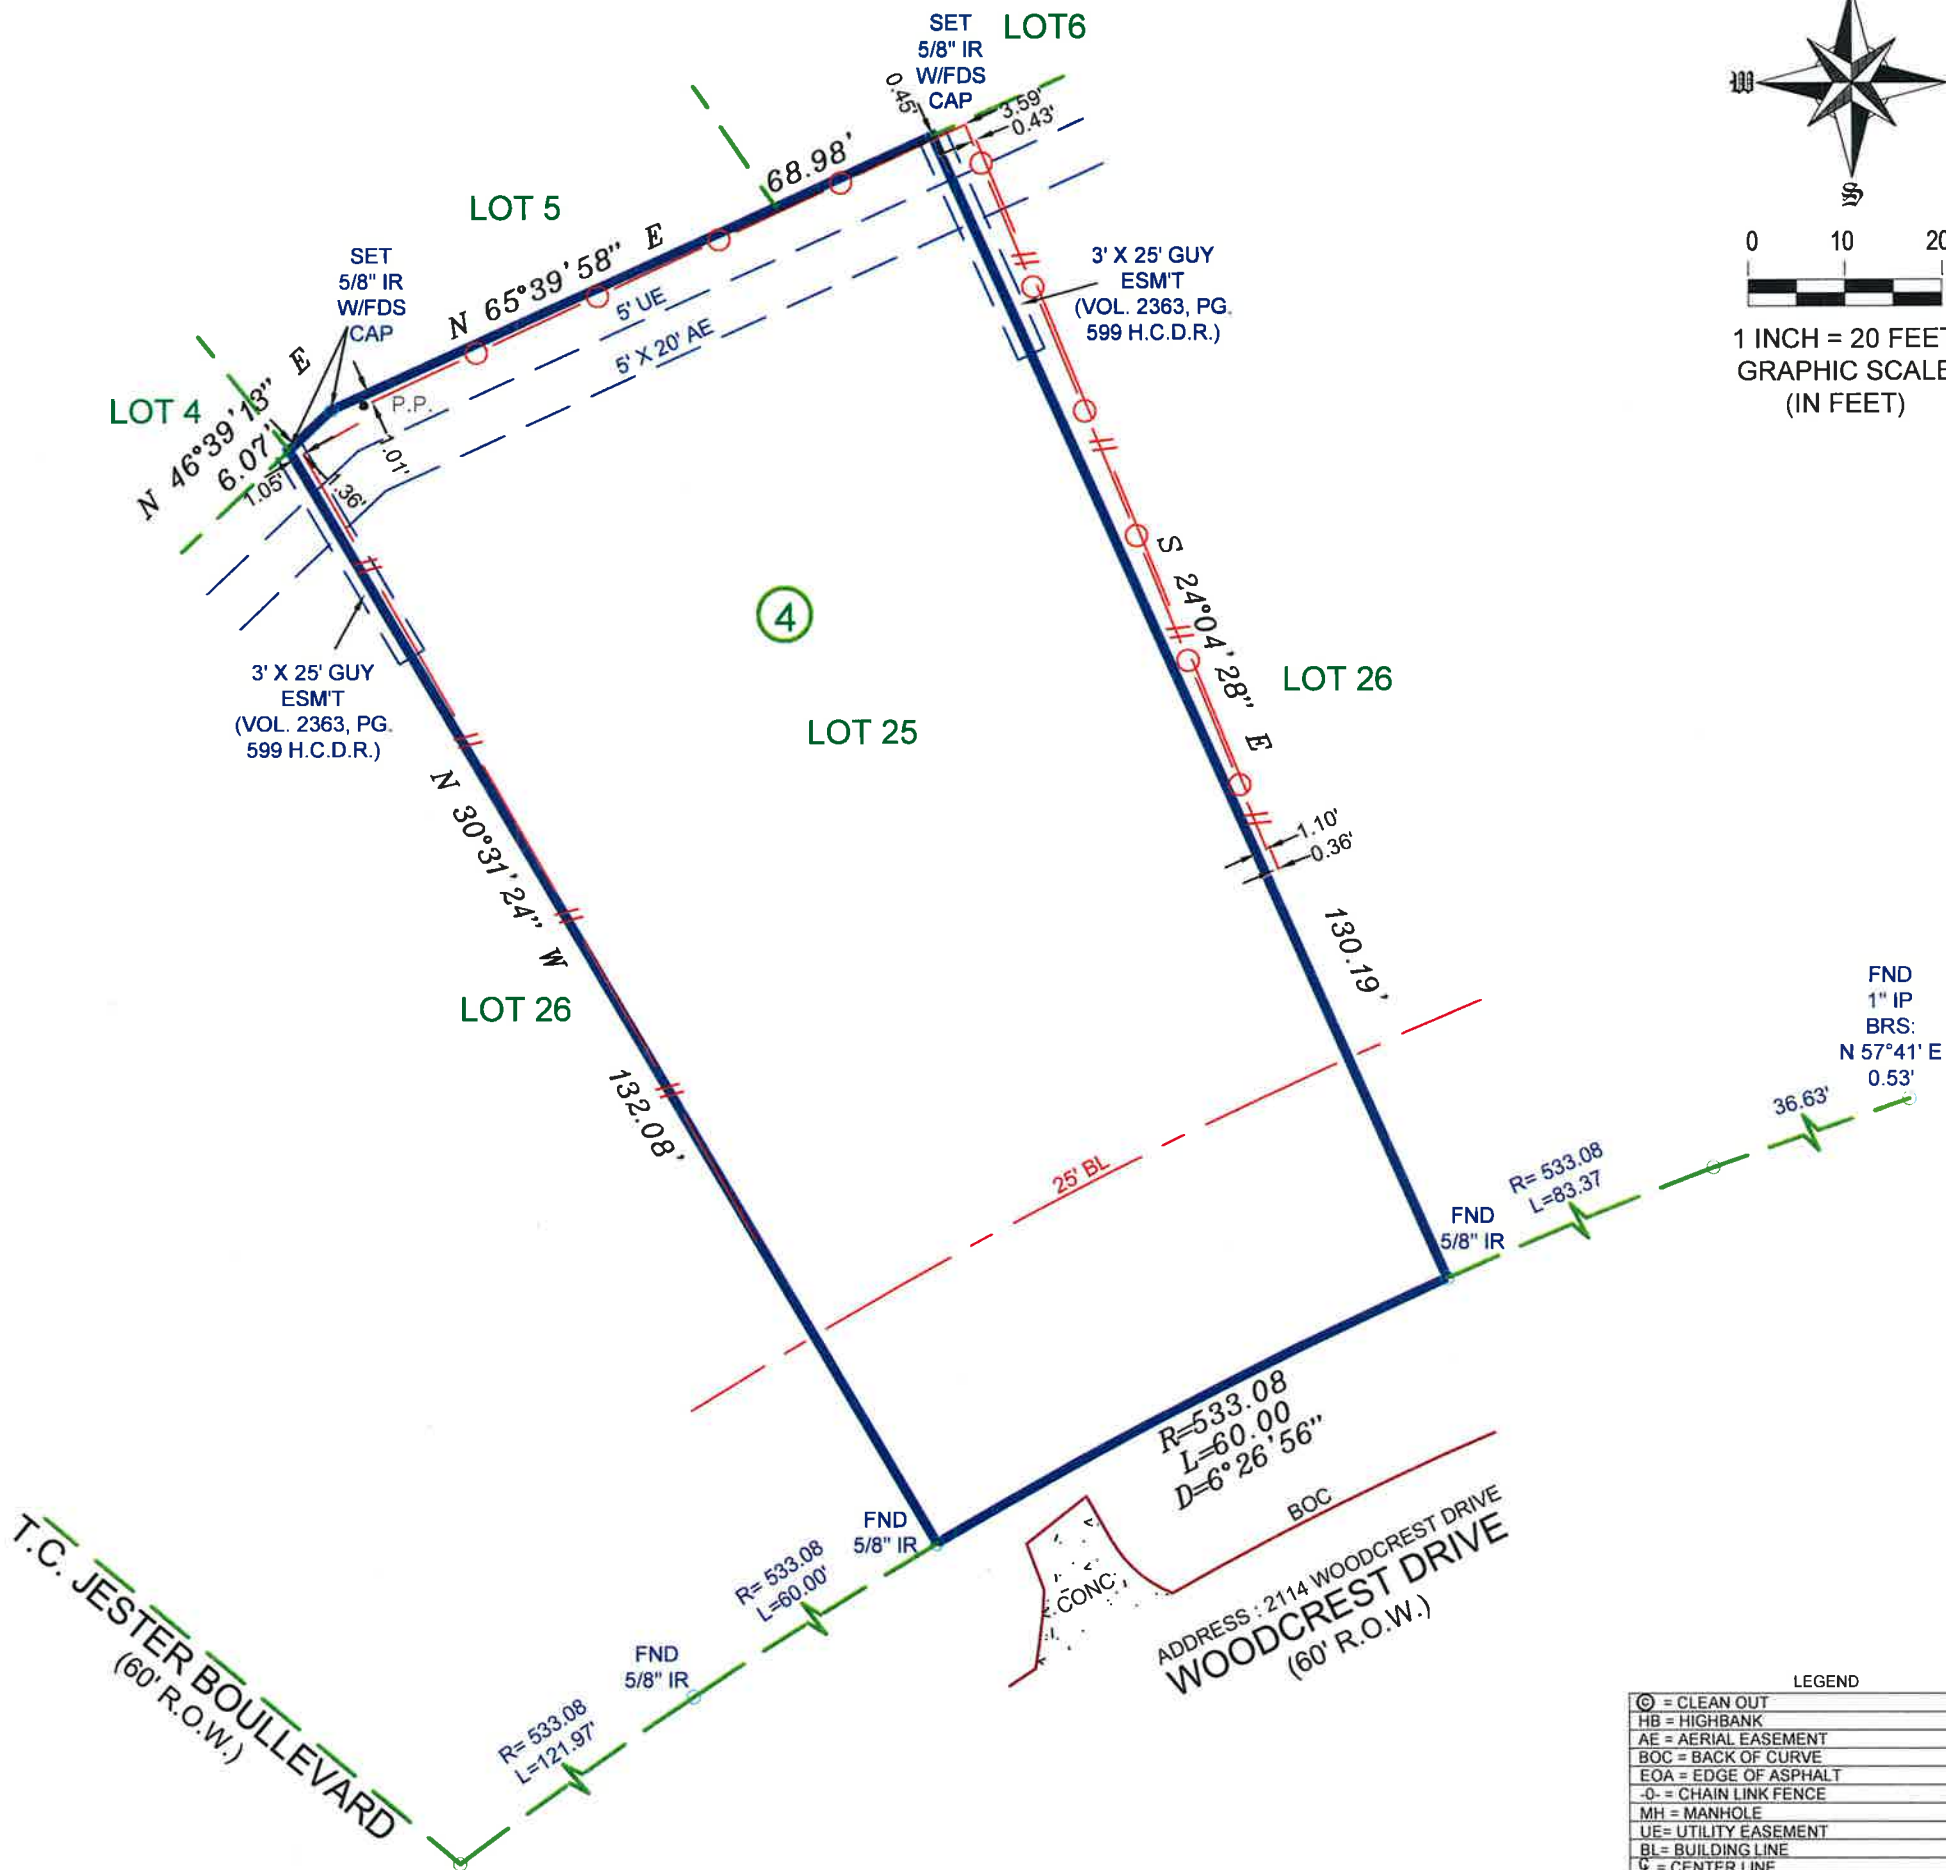 SET
5/8" IR
W/FDS
CAP
LOT6
0.45'
3.59'
0.43'
W
S
0 10 20
1 INCH = 20 FEET
GRAPHIC SCALE
(IN FEET)
LOT 5
68.98'
N 65°39'58" E
SET
5/8" IR
W/FDS
CAP
5' UE
5' X 20' AE
3' X 25' GUY
ESM'T
(VOL. 2363, PG.
599 H.C.D.R.)
LOT 4
N 46°39'13" E
6.07'
P.P.
1.01'
1.05'
1.36'
4
S 24°04'28" E
3' X 25' GUY
ESM'T
(VOL. 2363, PG.
599 H.C.D.R.)
LOT 26
LOT 25
N 30°31'24" W
1.10'
0.36'
130.19'
LOT 26
132.08'
FND
1" IP
BRS:
N 57°41' E
0.53'
36.63'
25' BL
R= 533.08
L=83.37
FND
5/8" IR
R=533.08
L=60.00
D=6°26'56"
BOC
CONC.
ADDRESS : 2114 WOODCREST DRIVE
WOODCREST DRIVE
(60' R.O.W.)
FND
5/8" IR
R= 533.08
L=60.00'
FND
5/8" IR
R= 533.08
L=121.97'
T.C. JESTER BOULLEVARD
(60' R.O.W.)
LEGEND
© = CLEAN OUT
HB = HIGHBANK
AE = AERIAL EASEMENT
BOC = BACK OF CURVE
EOA = EDGE OF ASPHALT
-0- = CHAIN LINK FENCE
MH = MANHOLE
UE= UTILITY EASEMENT
BL= BUILDING LINE
℄ = CENTER LINE